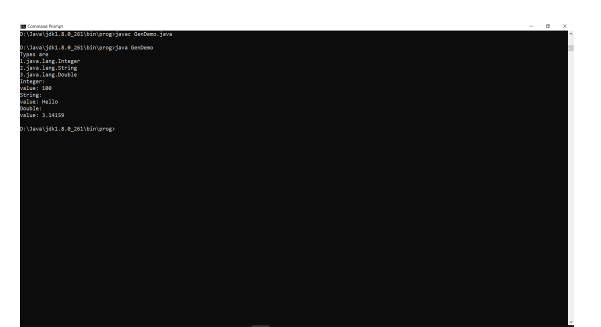 Command Prompt
D:\Java\jdk1.8.0_261\bin\prog>javac GenDemo.java
D:\Java\jdk1.8.0_261\bin\prog>java GenDemo
Types are
1.java.lang.Integer
2.java.lang.String
3.java.lang.Double
Integer:
value: 100
String:
value: Hello
Double:
value: 3.14159
D:\Java\jdk1.8.0_261\bin\prog>